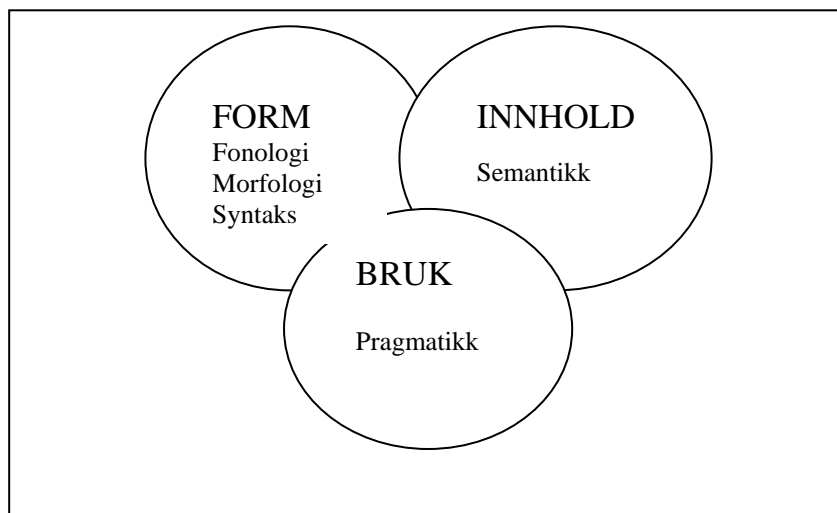 FORM
Fonologi
Morfologi
Syntaks
INNHOLD
Semantikk
BRUK
Pragmatikk